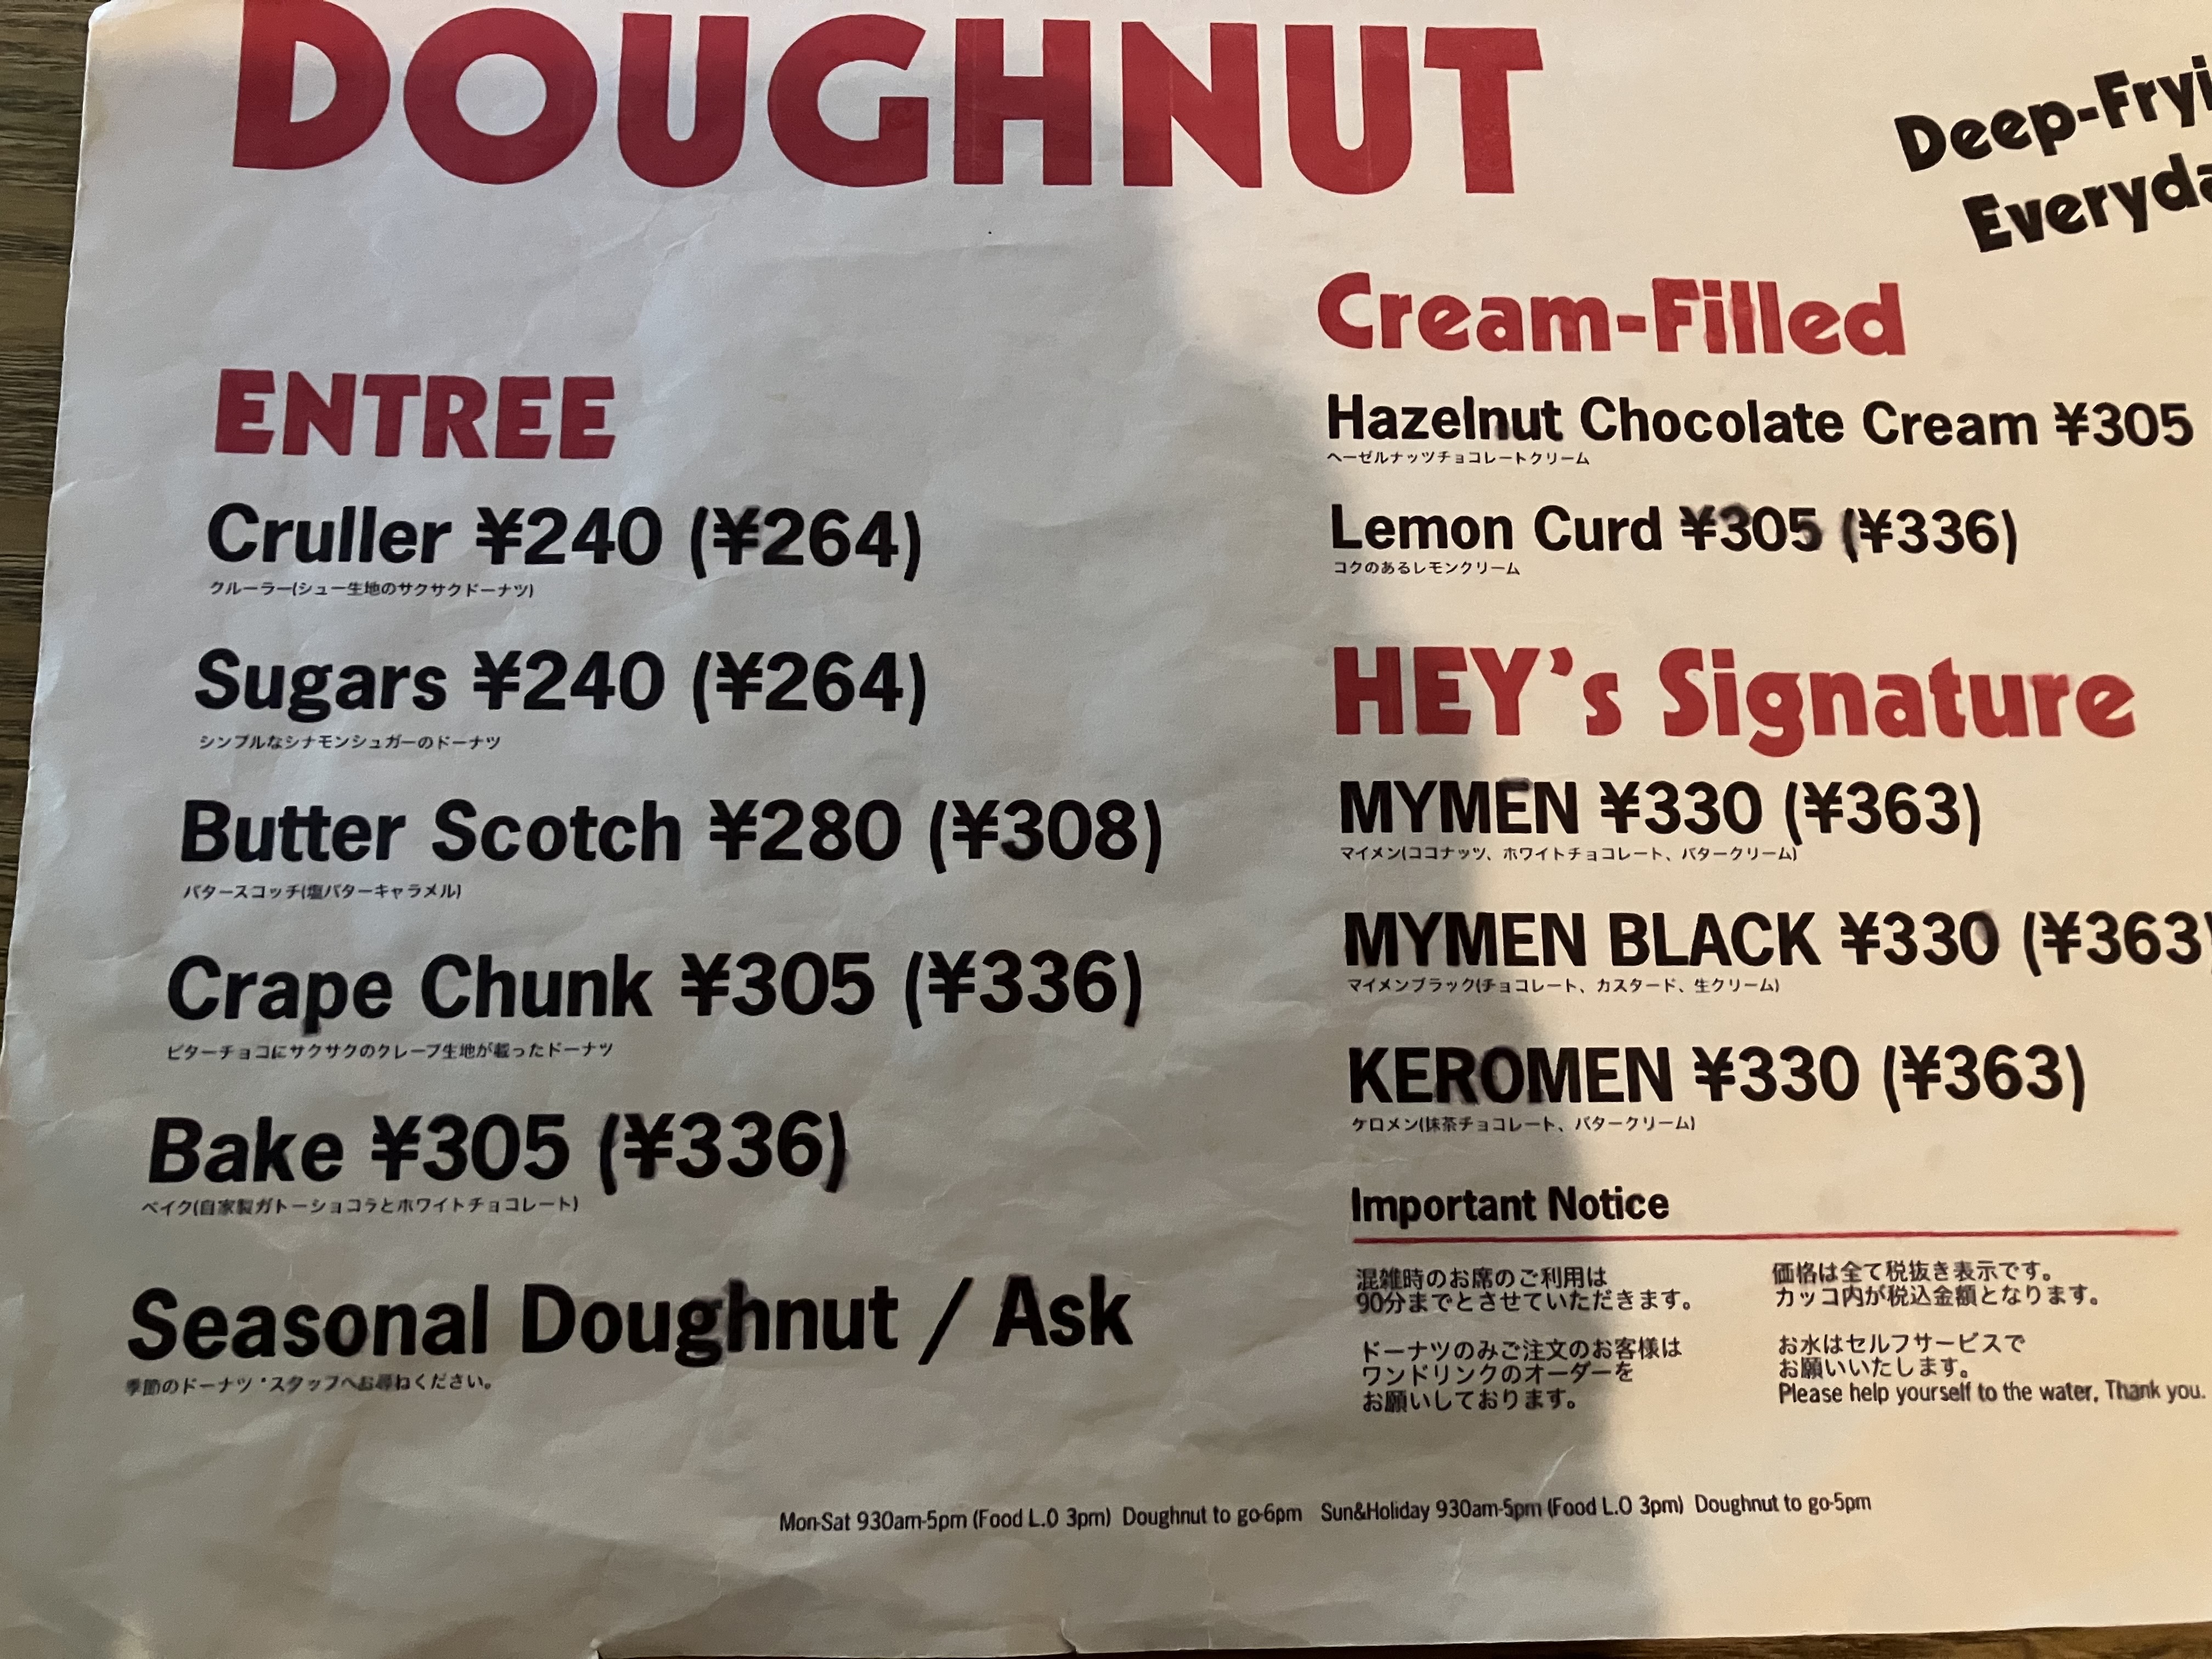 DOUGHNUT
Deep-Fryi
Everyda
ENTREE
Cruller ¥240 (¥264)
クルーラー(シュー生地のサクサクドーナツ)
Sugars ¥240 (¥264)
シンプルなシナモンシュガーのドーナツ
Butter Scotch ¥280 (¥308)
バタースコッチ(塩バターキャラメル)
Crape Chunk ¥305 (¥336)
ビターチョコにサクサクのクレープ生地が載ったドーナツ
Bake ¥305 (¥336)
ベイク(自家製ガトーショコラとホワイトチョコレート)
Seasonal Doughnut / Ask
季節のドーナツ *スタッフへお尋ねください。
Cream-Filled
Hazelnut Chocolate Cream ¥305
ヘーゼルナッツチョコレートクリーム
Lemon Curd ¥305 (¥336)
コクのあるレモンクリーム
HEY's Signature
MYMEN ¥330 (¥363)
マイメン(ココナッツ、ホワイトチョコレート、バタークリーム)
MYMEN BLACK ¥330 (¥363)
マイメンブラック(チョコレート、カスタード、生クリーム)
KEROMEN ¥330 (¥363)
ケロメン(抹茶チョコレート、バタークリーム)
Important Notice
混雑時のお席のご利用は
90分までとさせていただきます。
ドーナツのみご注文のお客様は
ワンドリンクのオーダーを
お願いしております。
価格は全て税抜き表示です。
カッコ内が税込金額となります。
お水はセルフサービスで
お願いいたします。
Please help yourself to the water, Thank you.
Mon-Sat 930am-5pm (Food L.O 3pm) Doughnut to go-6pm Sun&Holiday 930am-5pm (Food L.O 3pm) Doughnut to go-5pm